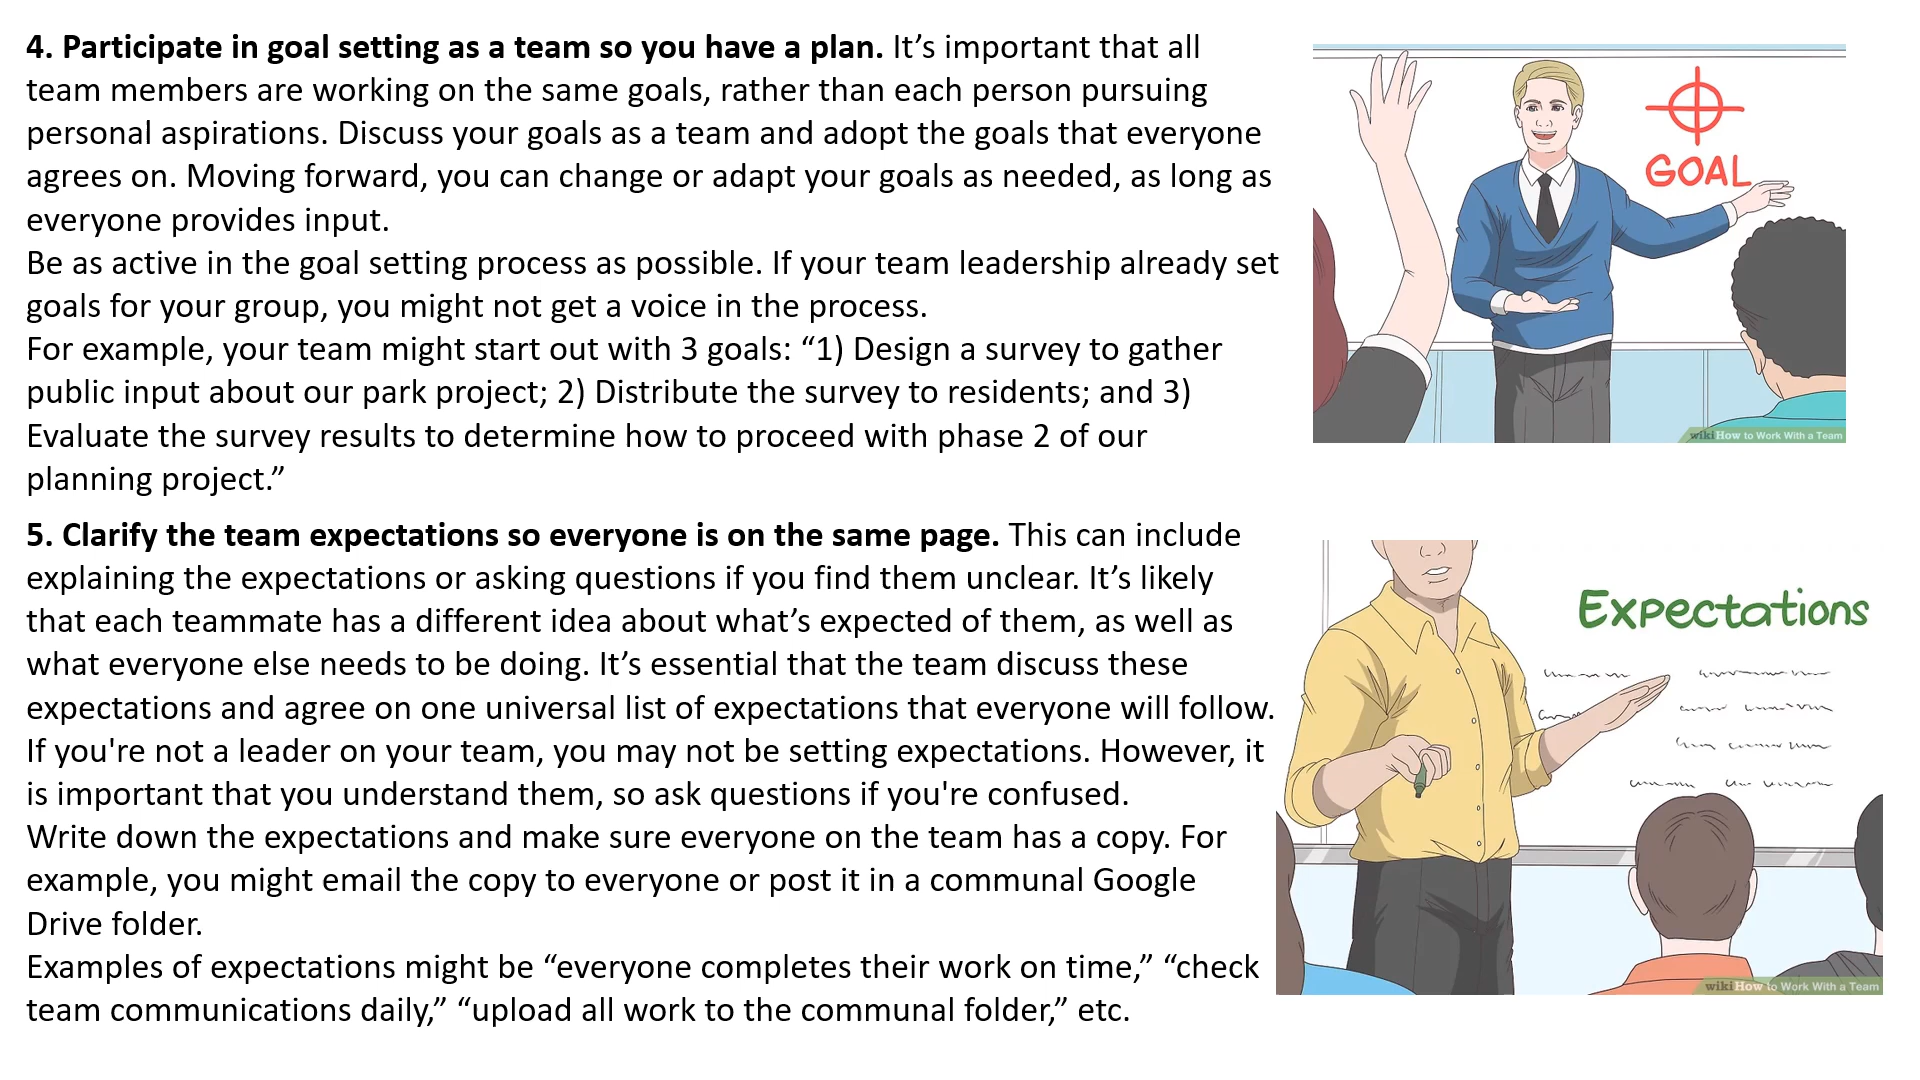 4. Participate in goal setting as a team so you have a plan. It’s important that all
team members are working on the same goals, rather than each person pursuing
personal aspirations. Discuss your goals as a team and adopt the goals that everyone
agrees on. Moving forward, you can change or adapt your goals as needed, as long as
everyone provides input.
Be as active in the goal setting process as possible. If your team leadership already set
goals for your group, you might not get a voice in the process.
For example, your team might start out with 3 goals: “1) Design a survey to gather
public input about our park project; 2) Distribute the survey to residents; and 3)
Evaluate the survey results to determine how to proceed with phase 2 of our
planning project.”
GOAL
wikiHow to Work With a Team
5. Clarify the team expectations so everyone is on the same page. This can include
explaining the expectations or asking questions if you find them unclear. It’s likely
that each teammate has a different idea about what’s expected of them, as well as
what everyone else needs to be doing. It’s essential that the team discuss these
expectations and agree on one universal list of expectations that everyone will follow.
If you're not a leader on your team, you may not be setting expectations. However, it
is important that you understand them, so ask questions if you're confused.
Write down the expectations and make sure everyone on the team has a copy. For
example, you might email the copy to everyone or post it in a communal Google
Drive folder.
Examples of expectations might be “everyone completes their work on time,” “check
team communications daily,” “upload all work to the communal folder,” etc.
Expectations
wikiHow to Work With a Team